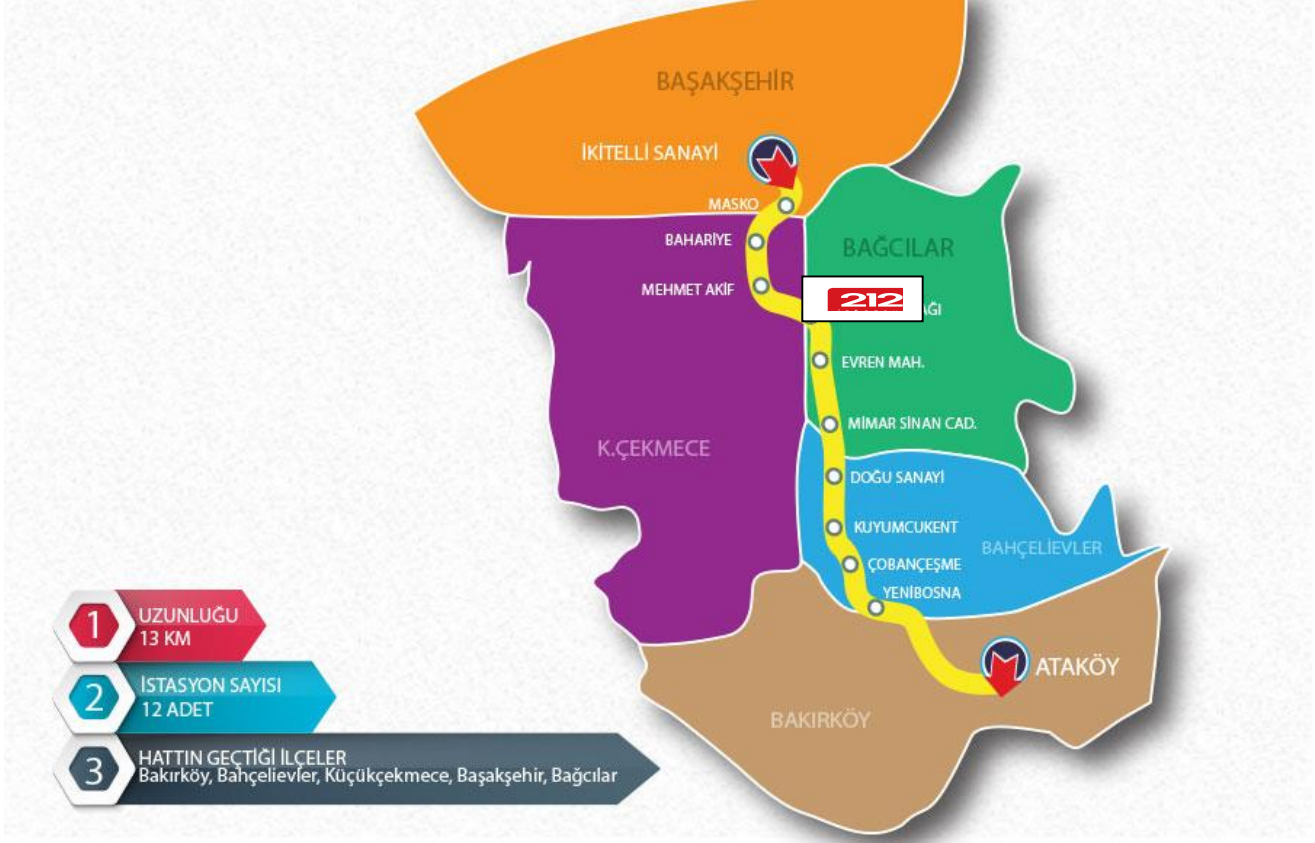 BAŞAKŞEHİR
İKİTELLİ SANAYİ
MASKO
BAHARİYE
BAĞCILAR
MEHMET AKİF
212
AĞI
EVREN MAH.
MİMAR SİNAN CAD.
K.ÇEKMECE
DOĞU SANAYİ
KUYUMCUKENT
BAHÇELİEVLER
ÇOBANÇEŞME
YENİBOSNA
ATAKÖY
BAKIRKÖY
1
UZUNLUĞU
13 KM
2
İSTASYON SAYISI
12 ADET
3
HATTIN GEÇTİĞİ İLÇELER
Bakırköy, Bahçelievler, Küçükçekmece, Başakşehir, Bağcılar